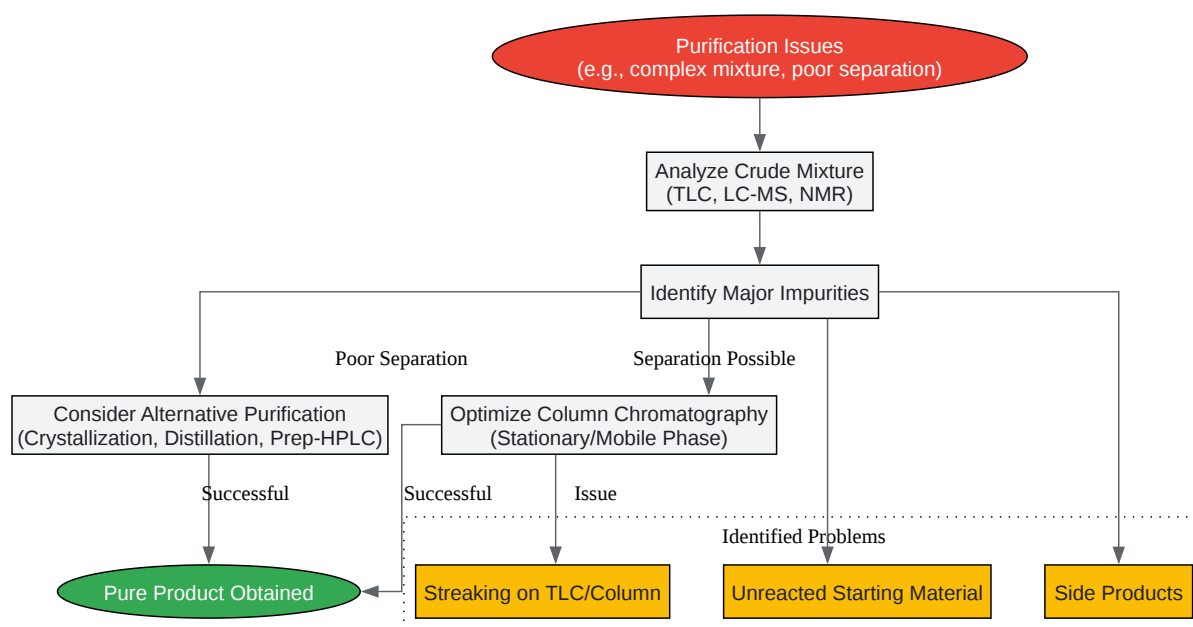 Purification Issues
(e.g., complex mixture, poor separation)
Analyze Crude Mixture
(TLC, LC-MS, NMR)
Identify Major Impurities
Poor Separation
Separation Possible
Consider Alternative Purification
(Crystallization, Distillation, Prep-HPLC)
Optimize Column Chromatography
(Stationary/Mobile Phase)
Successful
Successful
Issue
Identified Problems
Pure Product Obtained
Streaking on TLC/Column
Unreacted Starting Material
Side Products